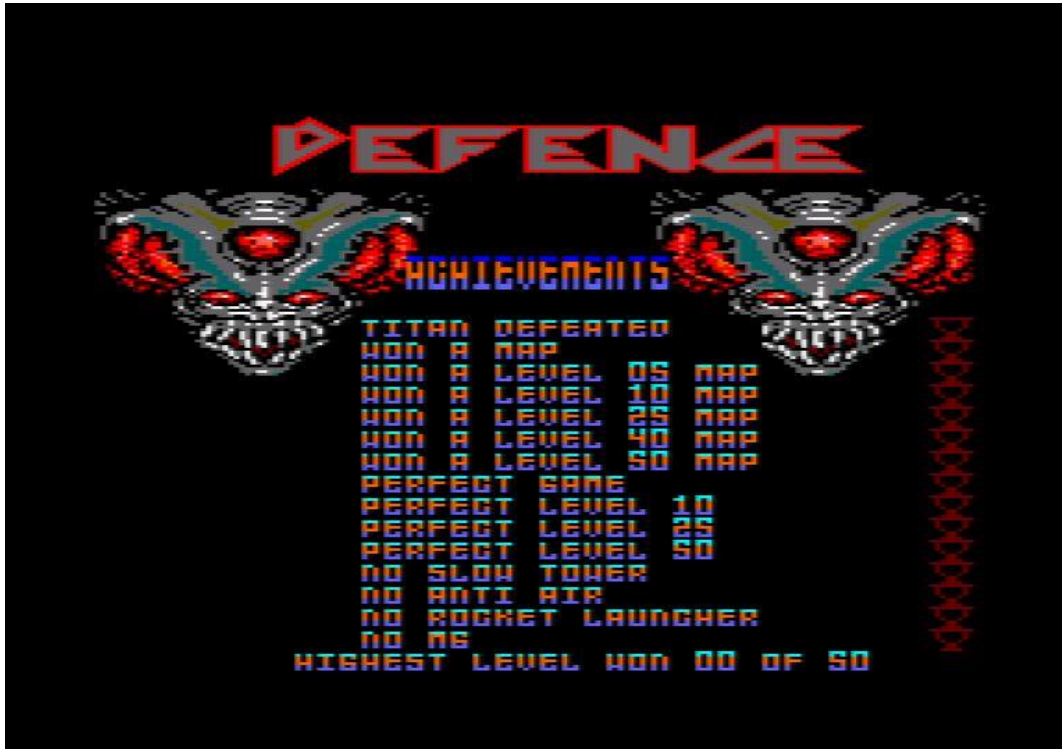 DEFENCE
ACHIEVEMENTS
TITAN DEFEATED
WON A MAP
WON A LEVEL 05 MAP
WON A LEVEL 10 MAP
WON A LEVEL 25 MAP
WON A LEVEL 40 MAP
WON A LEVEL 50 MAP
PERFECT GAME
PERFECT LEVEL 10
PERFECT LEVEL 25
PERFECT LEVEL 50
NO SLOW TOWER
NO ANTI AIR
NO ROCKET LAUNCHER
NO MG
HIGHEST LEVEL WON 00 OF 50